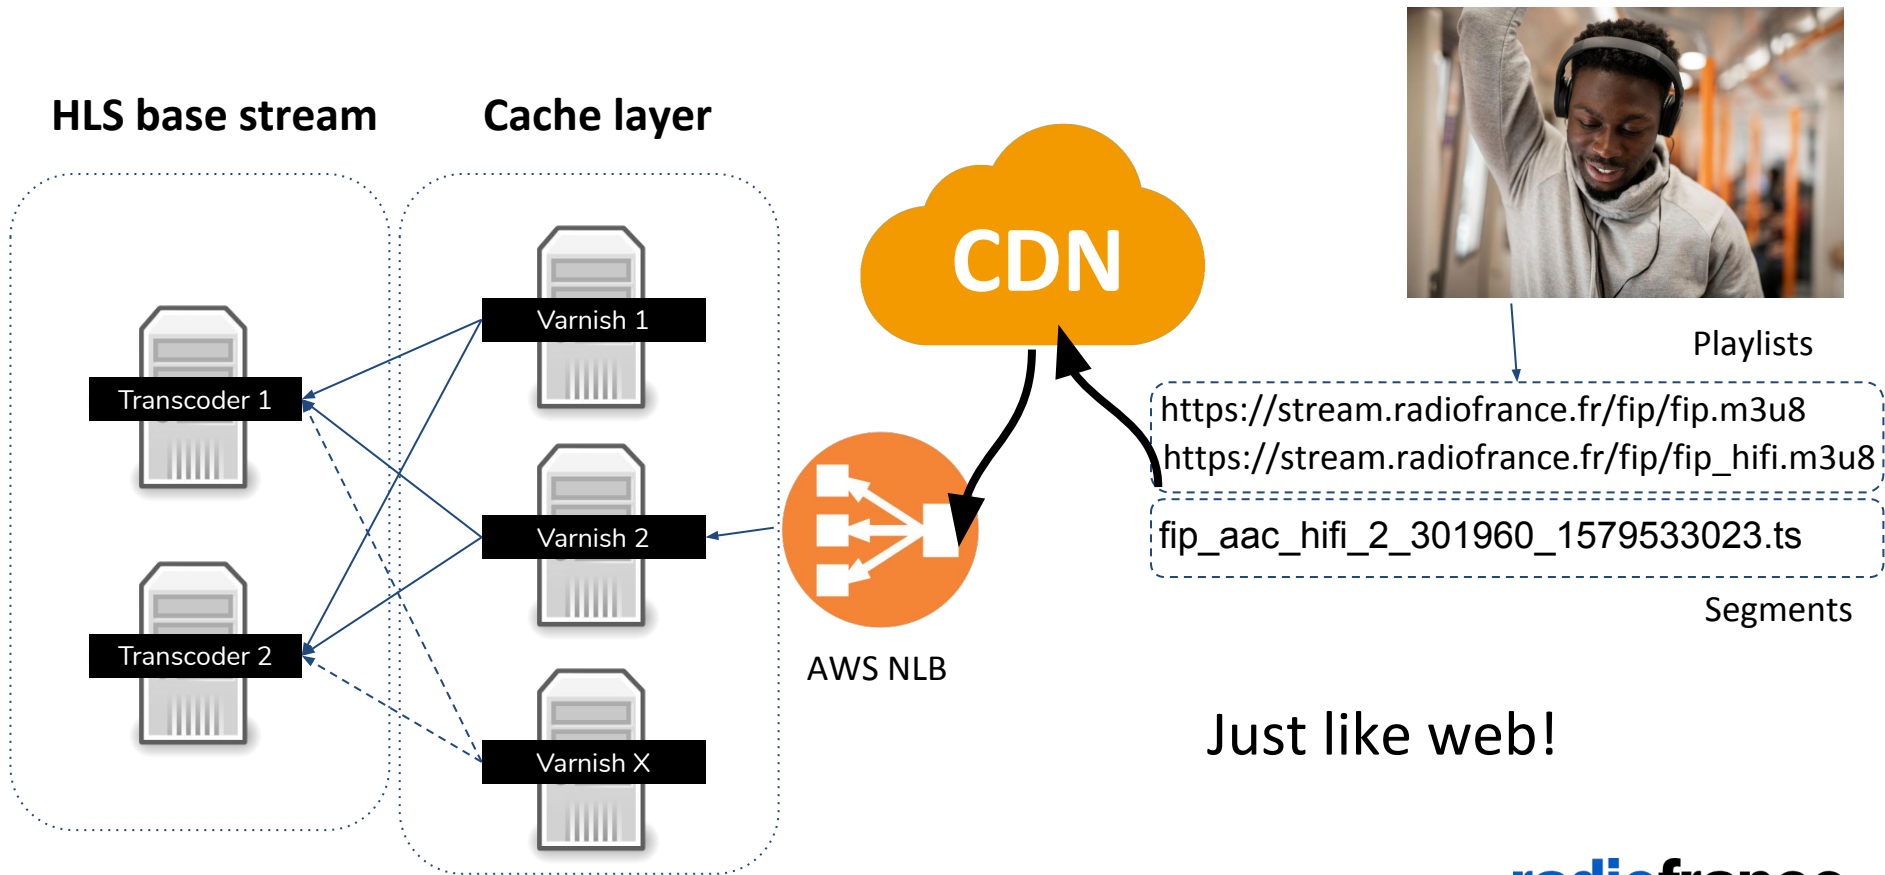 HLS base stream
Cache layer
CDN
Varnish 1
Transcoder 1
Varnish 2
Transcoder 2
Varnish X
AWS NLB
Playlists
https://stream.radiofrance.fr/fip/fip.m3u8
https://stream.radiofrance.fr/fip/fip_hifi.m3u8
fip_aac_hifi_2_301960_1579533023.ts
Segments
Just like web!
radiofrance